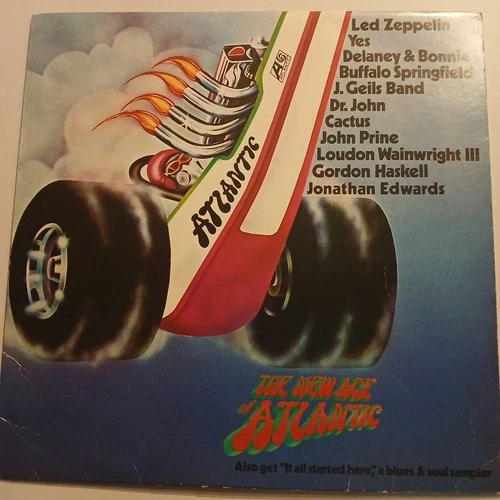 Led Zeppelin
Yes
Delaney & Bonnie
Buffalo Springfield
J. Geils Band
Dr. John
Cactus
John Prine
Loudon Wainwright III
Gordon Haskell
Jonathan Edwards
ATLANTIC
THE NEW AGE
of ATLANTIC
Also get "It all started here," a blues & soul sampler